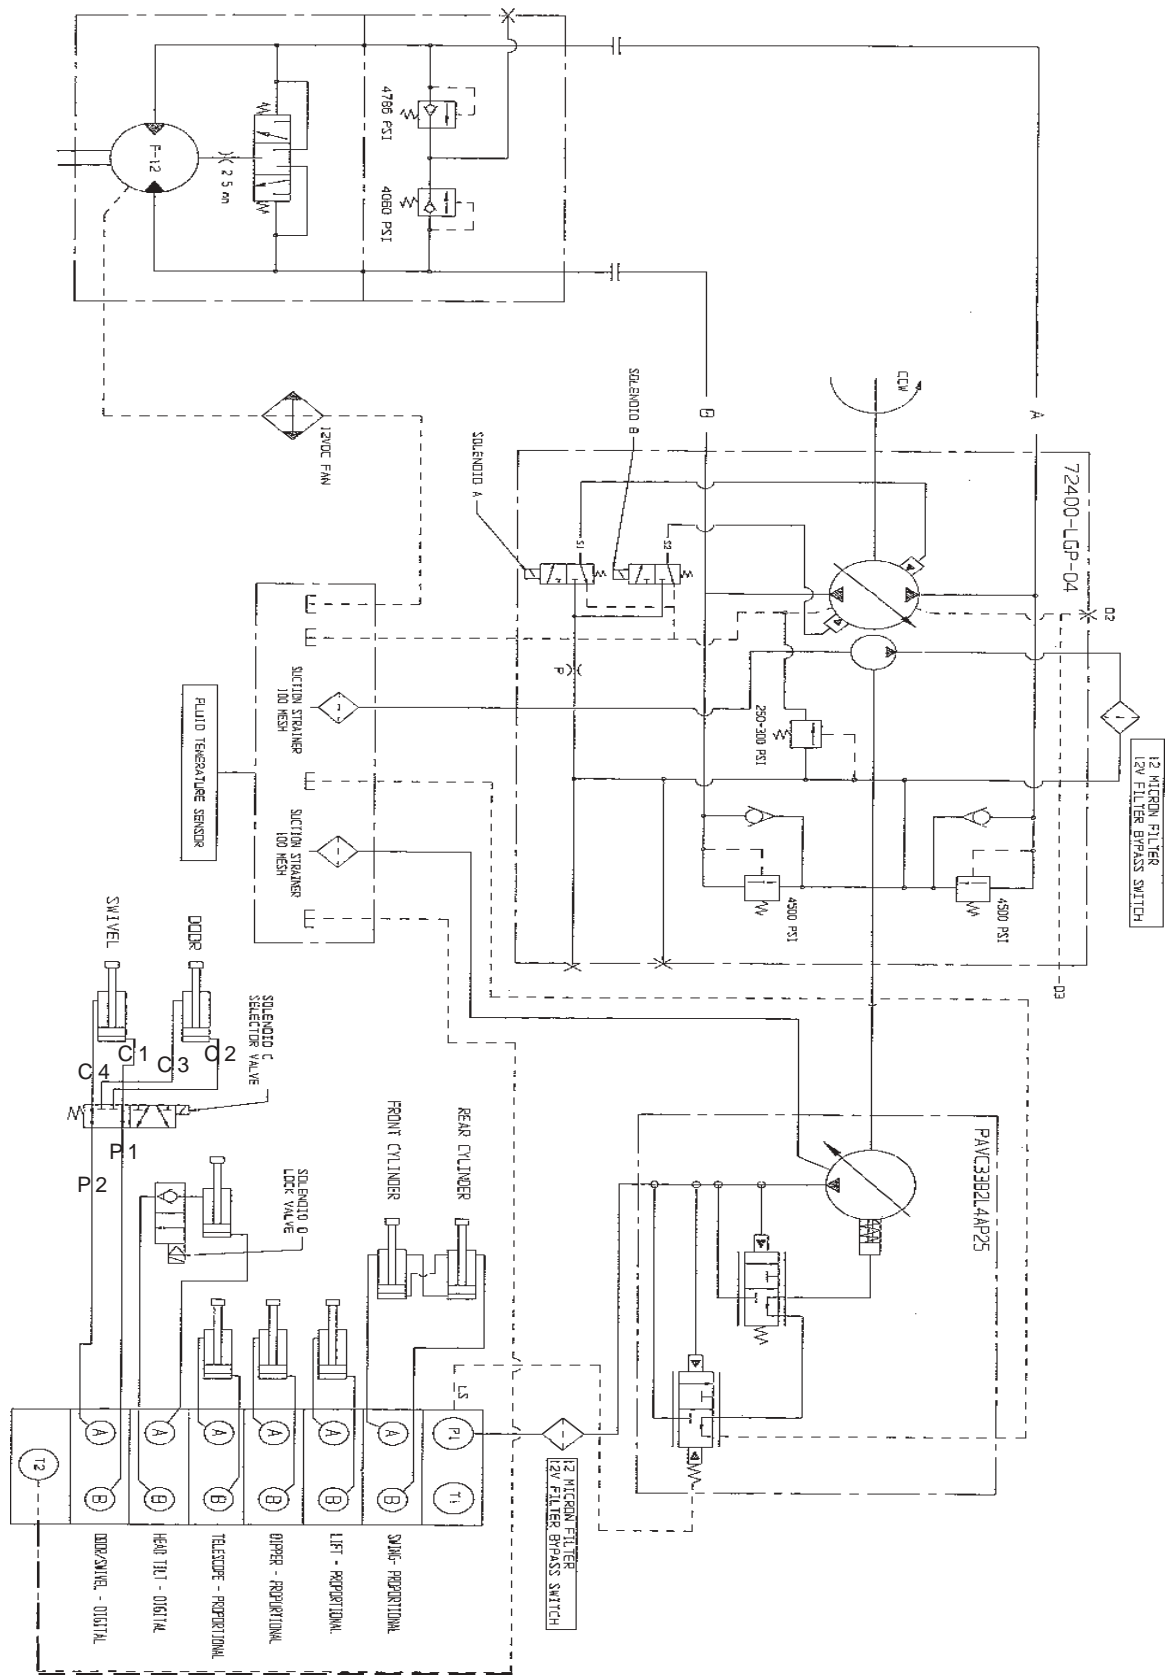 4786 PSI
4080 PSI
F-12
2.5 mm
12VDC FAN
SOLENOID B
SOLENOID A
CCW
B
A
72400-LGP-04
S1
S2
D2
P
250-300 PSI
4500 PSI
4500 PSI
12 MICRON FILTER
12V FILTER BYPASS SWITCH
D3
SUCTION STRAINER
100 MESH
SUCTION STRAINER
100 MESH
FLUID TEMERATURE SENSOR
SWIVEL
DOOR
C1
C2
C3
C4
SOLENOID C
SELECTOR VALVE
P1
P2
SOLENOID D
LOCK VALVE
FRONT CYLINDER
REAR CYLINDER
PAVC33B2L4AP25
LS
P1
T1
T2
A
B
A
B
A
B
A
B
A
B
A
B
DOOR/SWIVEL - DIGITAL
HEAD TILT - DIGITAL
TELESCOPE - PROPORTIONAL
DIPPER - PROPORTIONAL
LIFT - PROPORTIONAL
SWING- PROPORTIONAL
12 MICRON FILTER
12V FILTER BYPASS SWITCH